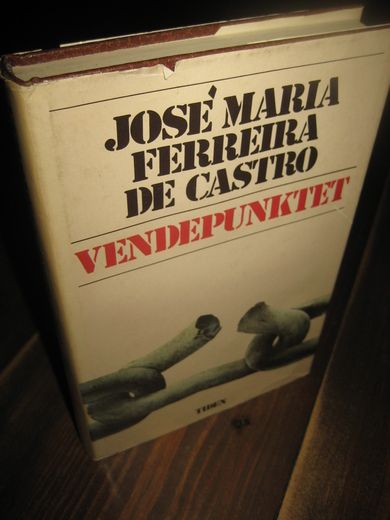 JOSÉ MARIA
FERREIRA
DE CASTRO
VENDEPUNKTET
TIDEN